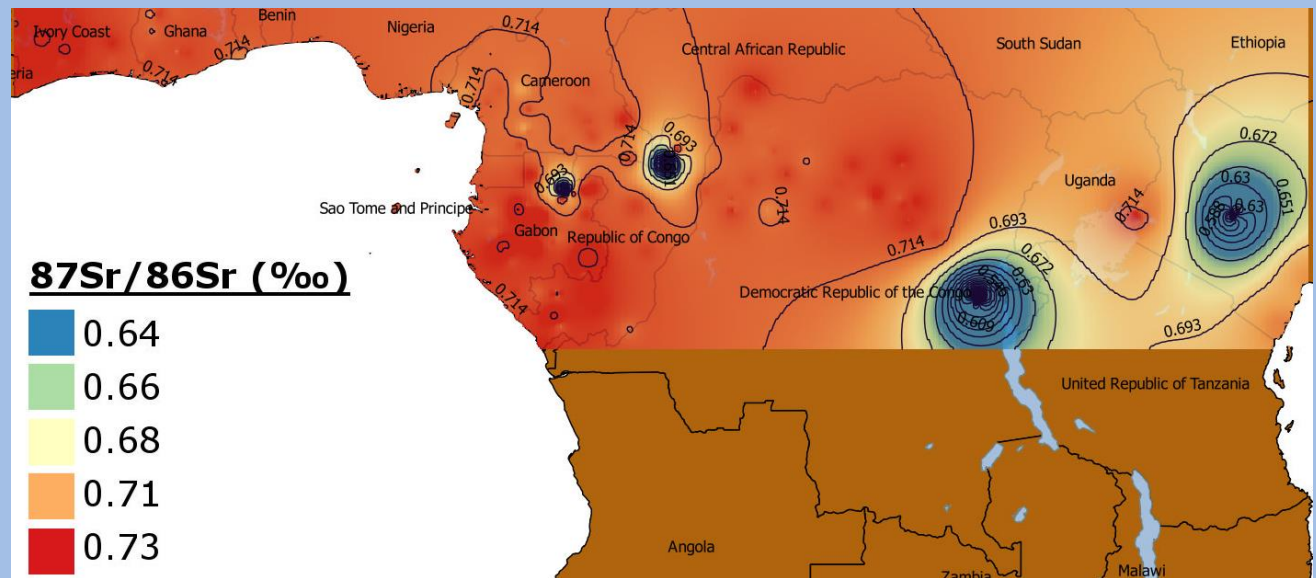 Ivory Coast
Ghana
Benin
Nigeria
0.714
Central African Republic
South Sudan
Ethiopia
eria
0.714
0.714
0.714
Cameroon
0.714
0.693
0.672
0.693
Uganda
0.63
0.63
0.651
0.588
Sao Tome and Principe
Gabon
Republic of Congo
0.714
0.714
0.693
0.714
0.672
0.63
Democratic Republic of the Congo
0.714
0.609
0.693
87Sr/86Sr (‰)
0.64
0.66
0.68
0.71
0.73
United Republic of Tanzania
Angola
Zambia
Malawi